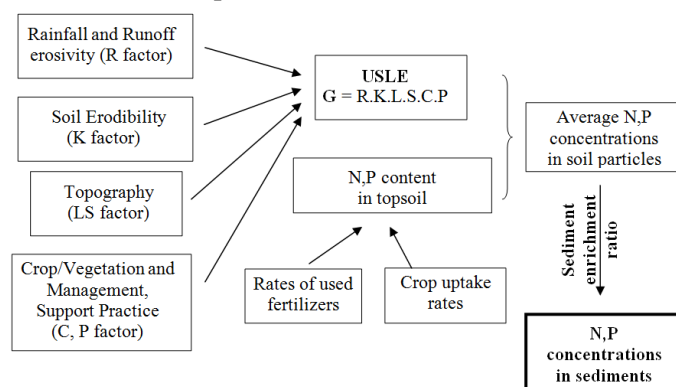 Rainfall and Runoff
erosivity (R factor)
Soil Erodibility
(K factor)
Topography
(LS factor)
Crop/Vegetation and
Management,
Support Practice
(C, P factor)
USLE
G = R.K.L.S.C.P
N,P content
in topsoil
Rates of used
fertilizers
Crop uptake
rates
Average N,P
concentrations
in soil particles
Sediment
enrichment
ratio
N,P
concentrations
in sediments